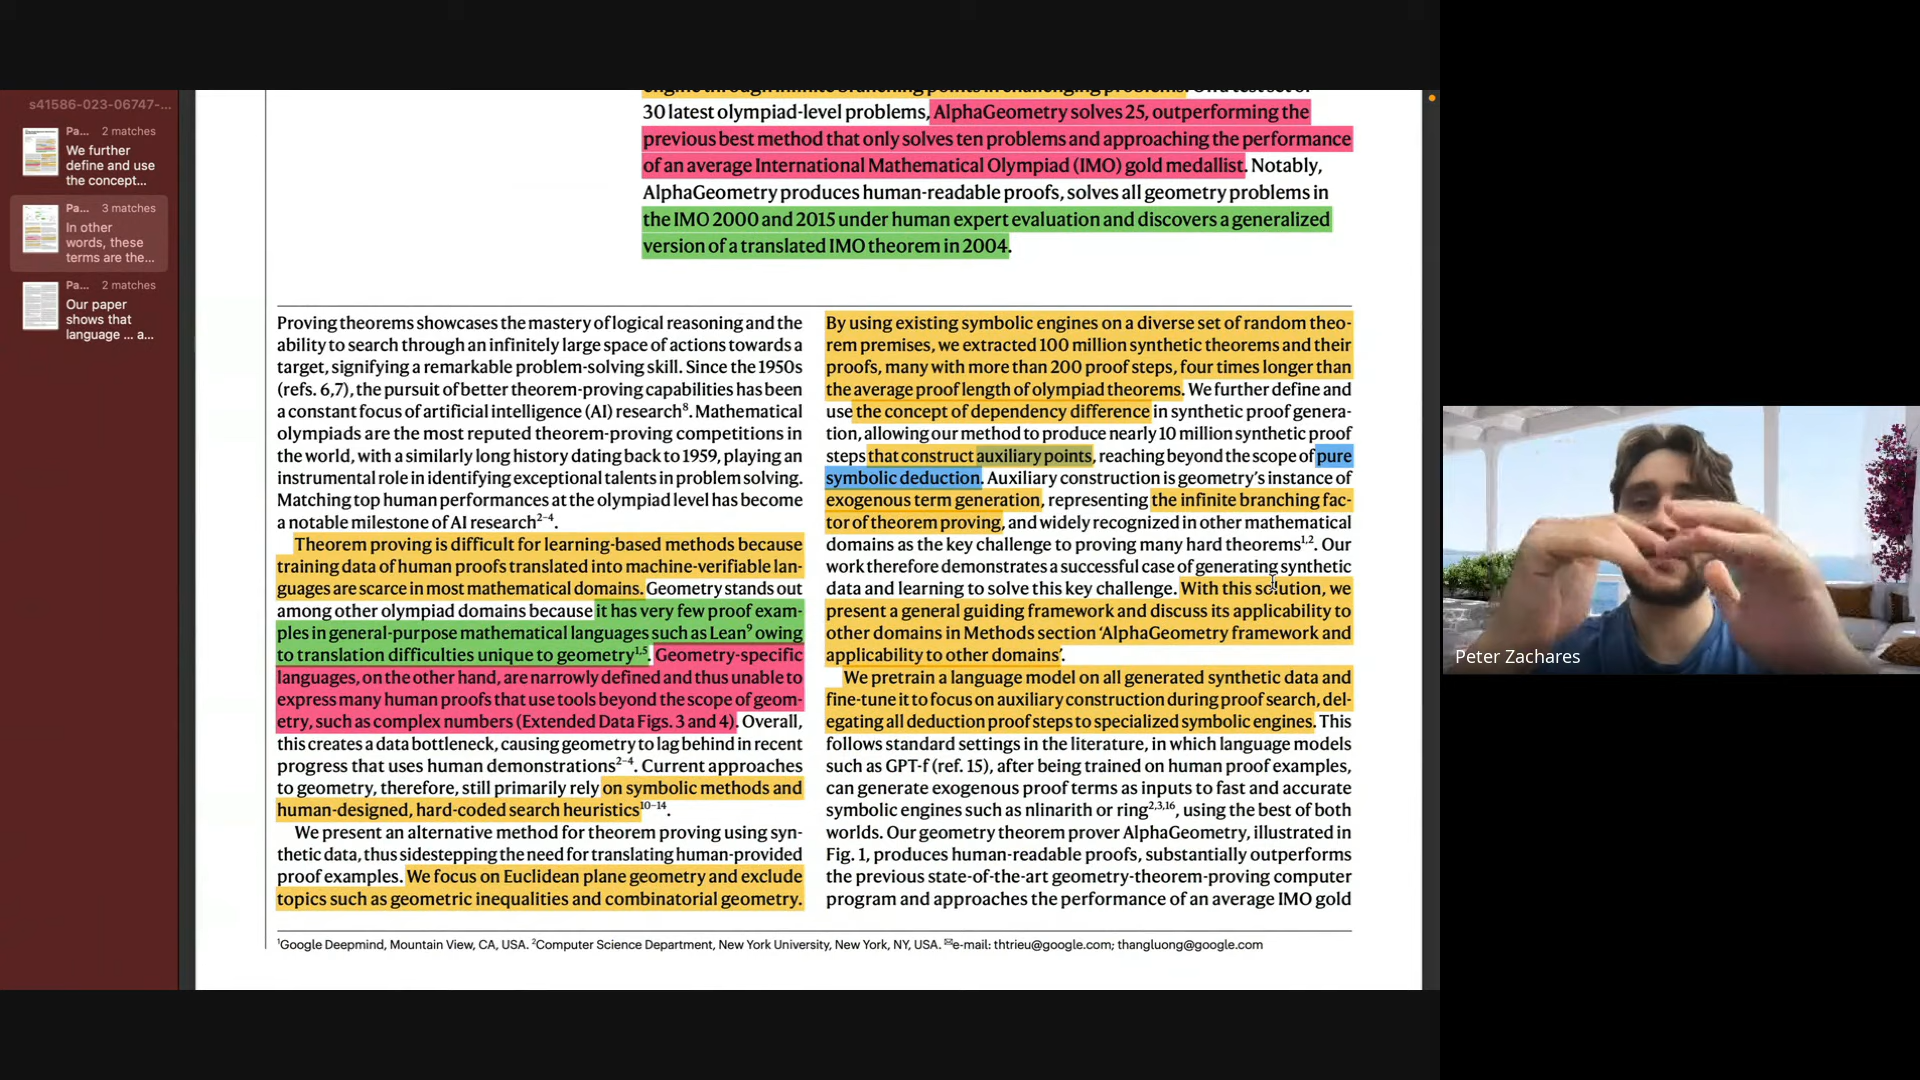 s41586-023-06747-...
Pa... 2 matches
We further
define and use
the concept...
Pa... 3 matches
In other
words, these
terms are the...
Pa... 2 matches
Our paper
shows that
language ... a...
engine through infinite branching points in challenging problems. On a test set of
30 latest olympiad-level problems, AlphaGeometry solves 25, outperforming the
previous best method that only solves ten problems and approaching the performance
of an average International Mathematical Olympiad (IMO) gold medallist. Notably,
AlphaGeometry produces human-readable proofs, solves all geometry problems in
the IMO 2000 and 2015 under human expert evaluation and discovers a generalized
version of a translated IMO theorem in 2004.
Proving theorems showcases the mastery of logical reasoning and the
ability to search through an infinitely large space of actions towards a
target, signifying a remarkable problem-solving skill. Since the 1950s
(refs. 6,7), the pursuit of better theorem-proving capabilities has been
a constant focus of artificial intelligence (AI) research8. Mathematical
olympiads are the most reputed theorem-proving competitions in
the world, with a similarly long history dating back to 1959, playing an
instrumental role in identifying exceptional talents in problem solving.
Matching top human performances at the olympiad level has become
a notable milestone of AI research2–4.
Theorem proving is difficult for learning-based methods because
training data of human proofs translated into machine-verifiable lan-
guages are scarce in most mathematical domains. Geometry stands out
among other olympiad domains because it has very few proof exam-
ples in general-purpose mathematical languages such as Lean9 owing
to translation difficulties unique to geometry1,5. Geometry-specific
languages, on the other hand, are narrowly defined and thus unable to
express many human proofs that use tools beyond the scope of geom-
etry, such as complex numbers (Extended Data Figs. 3 and 4). Overall,
this creates a data bottleneck, causing geometry to lag behind in recent
progress that uses human demonstrations2–4. Current approaches
to geometry, therefore, still primarily rely on symbolic methods and
human-designed, hard-coded search heuristics10–14.
We present an alternative method for theorem proving using syn-
thetic data, thus sidestepping the need for translating human-provided
proof examples. We focus on Euclidean plane geometry and exclude
topics such as geometric inequalities and combinatorial geometry.
By using existing symbolic engines on a diverse set of random theo-
rem premises, we extracted 100 million synthetic theorems and their
proofs, many with more than 200 proof steps, four times longer than
the average proof length of olympiad theorems. We further define and
use the concept of dependency difference in synthetic proof genera-
tion, allowing our method to produce nearly 10 million synthetic proof
steps that construct auxiliary points, reaching beyond the scope of pure
symbolic deduction. Auxiliary construction is geometry's instance of
exogenous term generation, representing the infinite branching fac-
tor of theorem proving, and widely recognized in other mathematical
domains as the key challenge to proving many hard theorems1,2. Our
work therefore demonstrates a successful case of generating synthetic
data and learning to solve this key challenge. With this solution, we
present a general guiding framework and discuss its applicability to
other domains in Methods section ‘AlphaGeometry framework and
applicability to other domains’.
We pretrain a language model on all generated synthetic data and
fine-tune it to focus on auxiliary construction during proof search, del-
egating all deduction proof steps to specialized symbolic engines. This
follows standard settings in the literature, in which language models
such as GPT-f (ref. 15), after being trained on human proof examples,
can generate exogenous proof terms as inputs to fast and accurate
symbolic engines such as nlinarith or ring2,3,16, using the best of both
worlds. Our geometry theorem prover AlphaGeometry, illustrated in
Fig. 1, produces human-readable proofs, substantially outperforms
the previous state-of-the-art geometry-theorem-proving computer
program and approaches the performance of an average IMO gold
1Google Deepmind, Mountain View, CA, USA. 2Computer Science Department, New York University, New York, NY, USA. ✉e-mail: thtrieu@google.com; thangluong@google.com
Peter Zachares